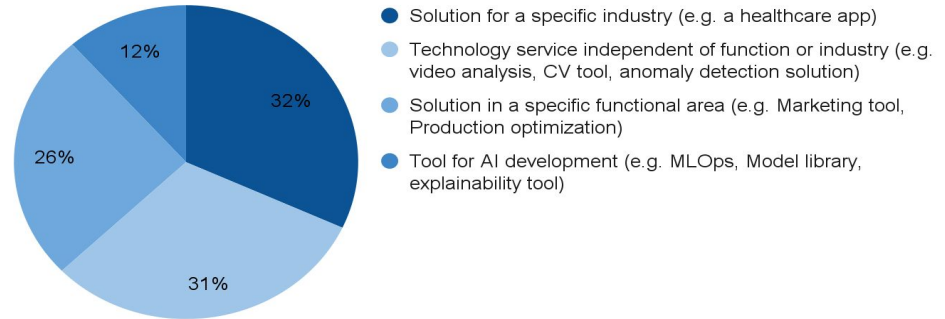 12%
32%
26%
31%
Solution for a specific industry (e.g. a healthcare app)
Technology service independent of function or industry (e.g.
video analysis, CV tool, anomaly detection solution)
Solution in a specific functional area (e.g. Marketing tool,
Production optimization)
Tool for AI development (e.g. MLOps, Model library,
explainability tool)